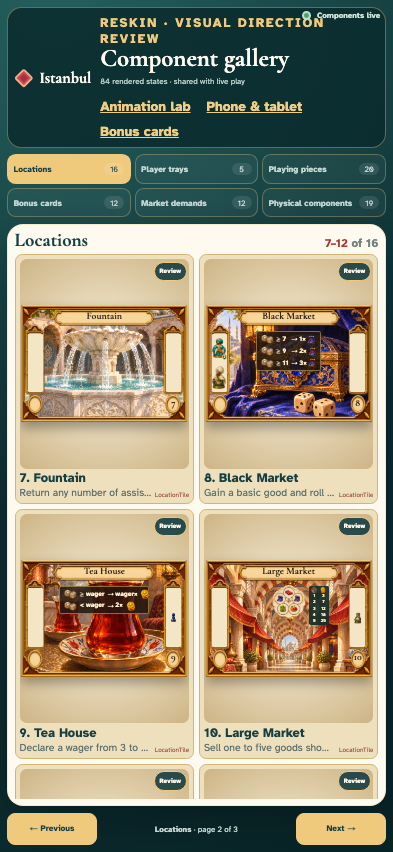 Components live
RESKIN · VISUAL DIRECTION
REVIEW
Istanbul
Component gallery
84 rendered states · shared with live play
Animation lab Phone & tablet
Bonus cards
Locations 16
Player trays 5
Playing pieces 20
Bonus cards 12
Market demands 12
Physical components 19
Locations
7–12 of 16
Review
Fountain
7
7. Fountain
Return any number of assis...
LocationTile
Review
Black Market
≥ 7 → 1x
≥ 9 → 2x
≥ 11 → 3x
8
8. Black Market
Gain a basic good and roll ...
LocationTile
Review
Tea House
≥ wager → wager×
< wager → 2x
9
9. Tea House
Declare a wager from 3 to ...
LocationTile
Review
Large Market
10
10. Large Market
Sell one to five goods sho...
LocationTile
Review
Review
← Previous
Locations · page 2 of 3
Next →